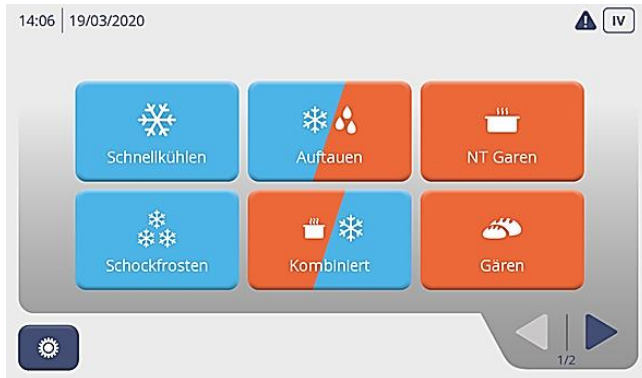 14:06 19/03/2020
IV
Schnellkühlen
Auftauen
NT Garen
Schockfrosten
Kombiniert
Gären
1/2